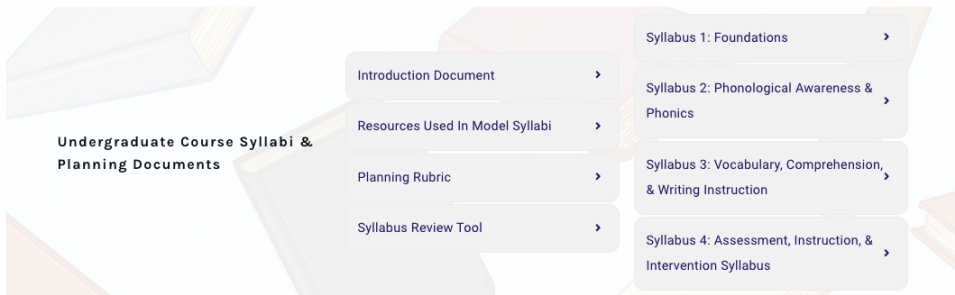 Undergraduate Course Syllabi &
Planning Documents
Introduction Document
Resources Used In Model Syllabi
Planning Rubric
Syllabus Review Tool
Syllabus 1: Foundations
Syllabus 2: Phonological Awareness &
Phonics
Syllabus 3: Vocabulary, Comprehension,
& Writing Instruction
Syllabus 4: Assessment, Instruction, &
Intervention Syllabus